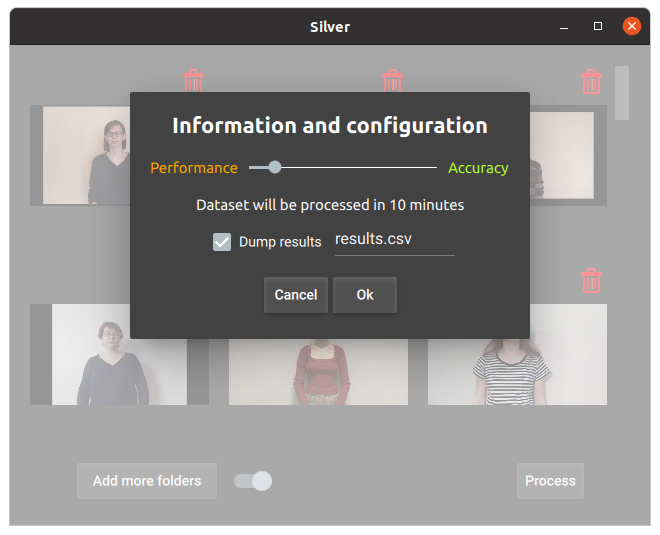 Silver
Information and configuration
Performance Accuracy
Dataset will be processed in 10 minutes
Dump results results.csv
Cancel Ok
Add more folders Process